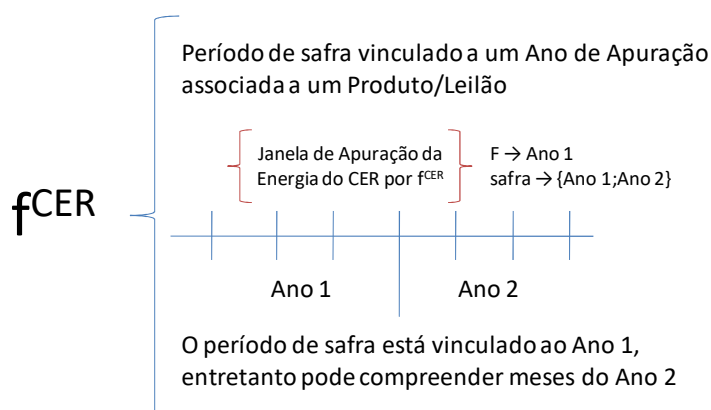 Período de safra vinculado a um Ano de Apuração
associada a um Produto/Leilão
Janela de Apuração da
Energia do CER por f^CER
F → Ano 1
safra → {Ano 1;Ano 2}
f^CER
Ano 1
Ano 2
O período de safra está vinculado ao Ano 1,
entretanto pode compreender meses do Ano 2